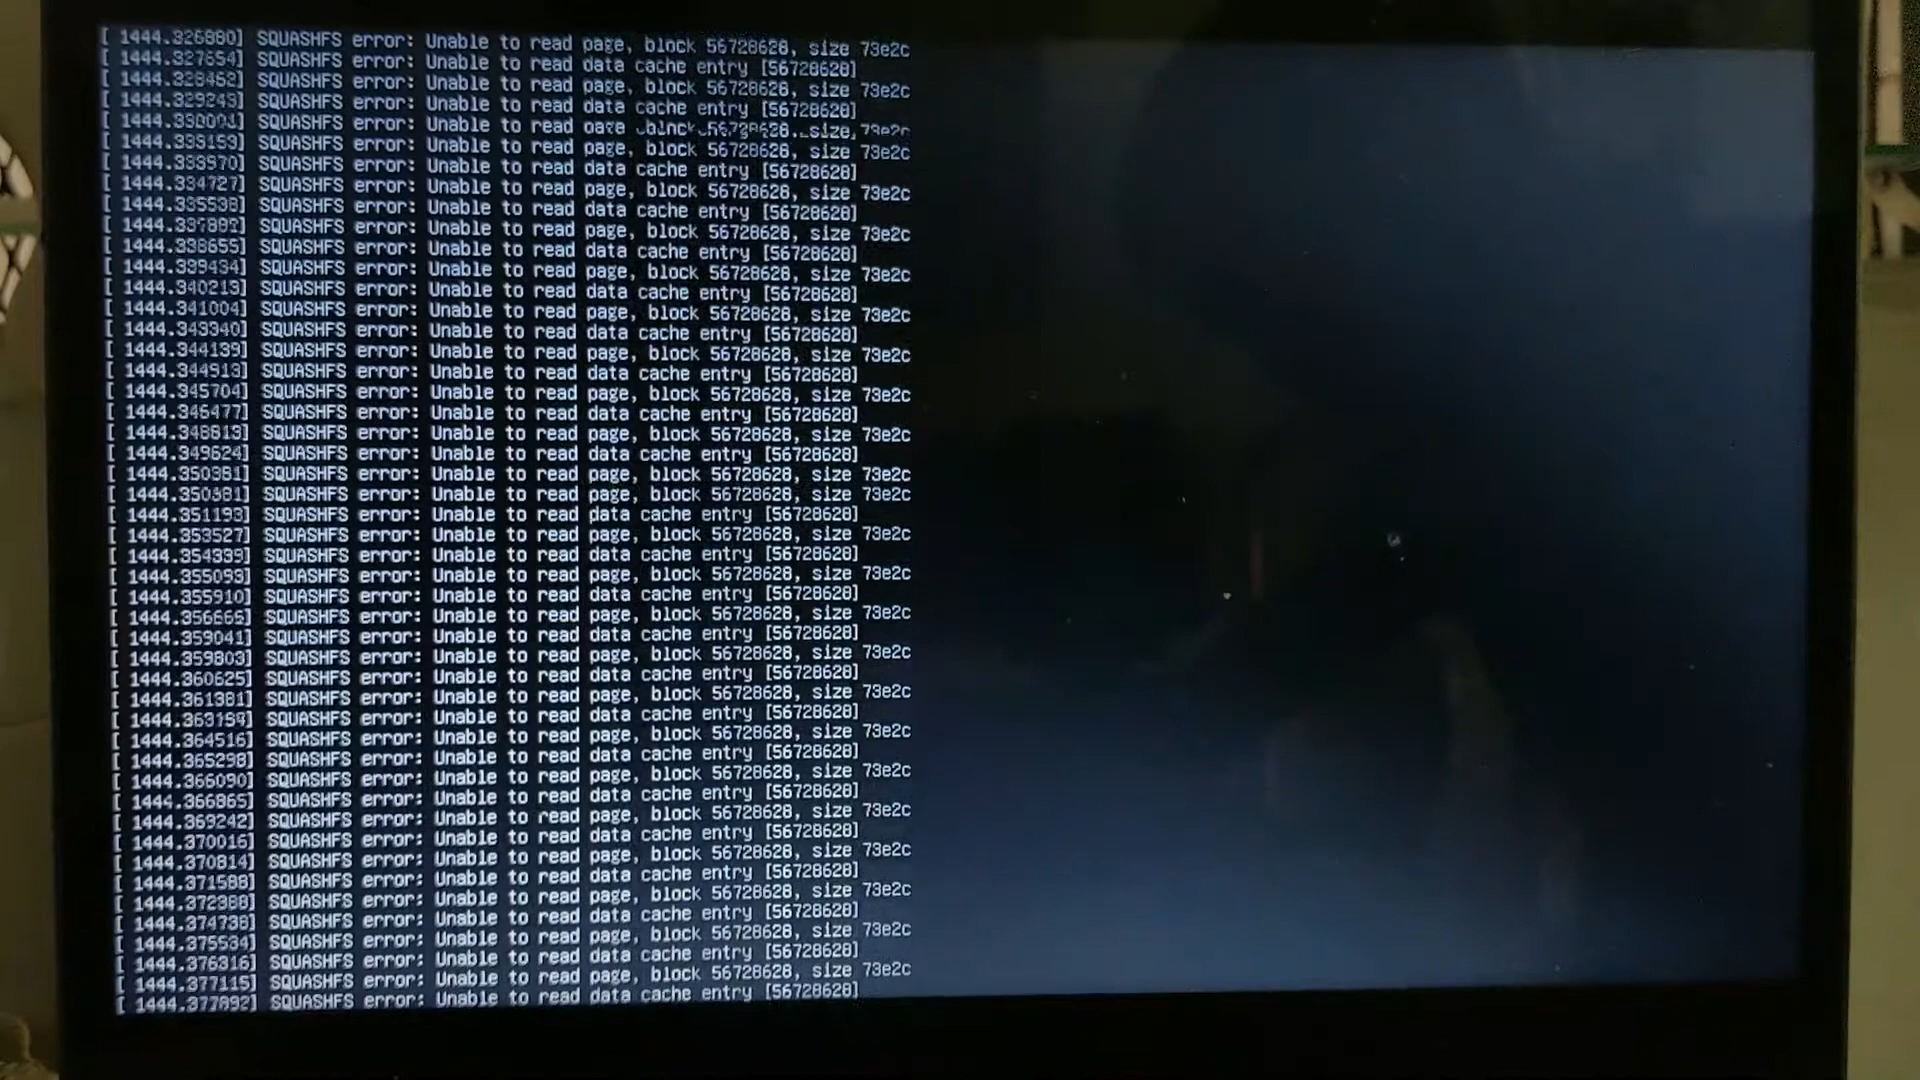 [ 1444.326880] SQUASHFS error: Unable to read page, block 56728628, size 73e2c
[ 1444.327654] SQUASHFS error: Unable to read data cache entry [56728628]
[ 1444.328462] SQUASHFS error: Unable to read page, block 56728628, size 73e2c
[ 1444.329243] SQUASHFS error: Unable to read data cache entry [56728628]
SQUASHFS error: Unable to read
[ 1444.333159] SQUASHFS error: Unable to read page, block 56728628, size 73e2c
[ 1444.333970] SQUASHFS error: Unable to read data cache entry [56728628]
[ 1444.334727] SQUASHFS error: Unable to read page, block 56728628, size 73e2c
[ 1444.335538] SQUASHFS error: Unable to read data cache entry [56728628]
SQUASHFS error: Unable to read page, block 56728628, size 73e2c
[ 1444.338655] SQUASHFS error: Unable to read data cache entry [56728628]
[ 1444.339434] SQUASHFS error: Unable to read page, block 56728628, size 73e2c
[ 1444.340213] SQUASHFS error: Unable to read data cache entry [56728628]
[ 1444.341004] SQUASHFS error: Unable to read page, block 56728628, size 73e2c
[ 1444.343340] SQUASHFS error: Unable to read data cache entry [56728628]
[ 1444.344139] SQUASHFS error: Unable to read page, block 56728628, size 73e2c
[ 1444.344913] SQUASHFS error: Unable to read data cache entry [56728628]
[ 1444.345704] SQUASHFS error: Unable to read page, block 56728628, size 73e2c
[ 1444.346477] SQUASHFS error: Unable to read data cache entry [56728628]
[ 1444.348813] SQUASHFS error: Unable to read page, block 56728628, size 73e2c
[ 1444.349624] SQUASHFS error: Unable to read data cache entry [56728628]
[ 1444.350381] SQUASHFS error: Unable to read page, block 56728628, size 73e2c
[ 1444.350381] SQUASHFS error: Unable to read page, block 56728628, size 73e2c
[ 1444.351193] SQUASHFS error: Unable to read data cache entry [56728628]
[ 1444.353527] SQUASHFS error: Unable to read page, block 56728628, size 73e2c
[ 1444.354339] SQUASHFS error: Unable to read data cache entry [56728628]
[ 1444.355093] SQUASHFS error: Unable to read page, block 56728628, size 73e2c
[ 1444.355910] SQUASHFS error: Unable to read data cache entry [56728628]
[ 1444.356665] SQUASHFS error: Unable to read page, block 56728628, size 73e2c
[ 1444.359041] SQUASHFS error: Unable to read data cache entry [56728628]
[ 1444.359803] SQUASHFS error: Unable to read page, block 56728628, size 73e2c
[ 1444.360625] SQUASHFS error: Unable to read data cache entry [56728628]
[ 1444.361381] SQUASHFS error: Unable to read page, block 56728628, size 73e2c
SQUASHFS error: Unable to read data cache entry [56728628]
[ 1444.364516] SQUASHFS error: Unable to read page, block 56728628, size 73e2c
[ 1444.365298] SQUASHFS error: Unable to read data cache entry [56728628]
[ 1444.366090] SQUASHFS error: Unable to read page, block 56728628, size 73e2c
[ 1444.366865] SQUASHFS error: Unable to read data cache entry [56728628]
[ 1444.369242] SQUASHFS error: Unable to read page, block 56728628, size 73e2c
[ 1444.370016] SQUASHFS error: Unable to read data cache entry [56728628]
[ 1444.370814] SQUASHFS error: Unable to read page, block 56728628, size 73e2c
[ 1444.371588] SQUASHFS error: Unable to read data cache entry [56728628]
[ 1444.372388] SQUASHFS error: Unable to read page, block 56728628, size 73e2c
[ 1444.374738] SQUASHFS error: Unable to read data cache entry [56728628]
[ 1444.375534] SQUASHFS error: Unable to read page, block 56728628, size 73e2c
[ 1444.376316] SQUASHFS error: Unable to read data cache entry [56728628]
[ 1444.377115] SQUASHFS error: Unable to read page, block 56728628, size 73e2c
[ 1444.377892] SQUASHFS error: Unable to read data cache entry [56728628]